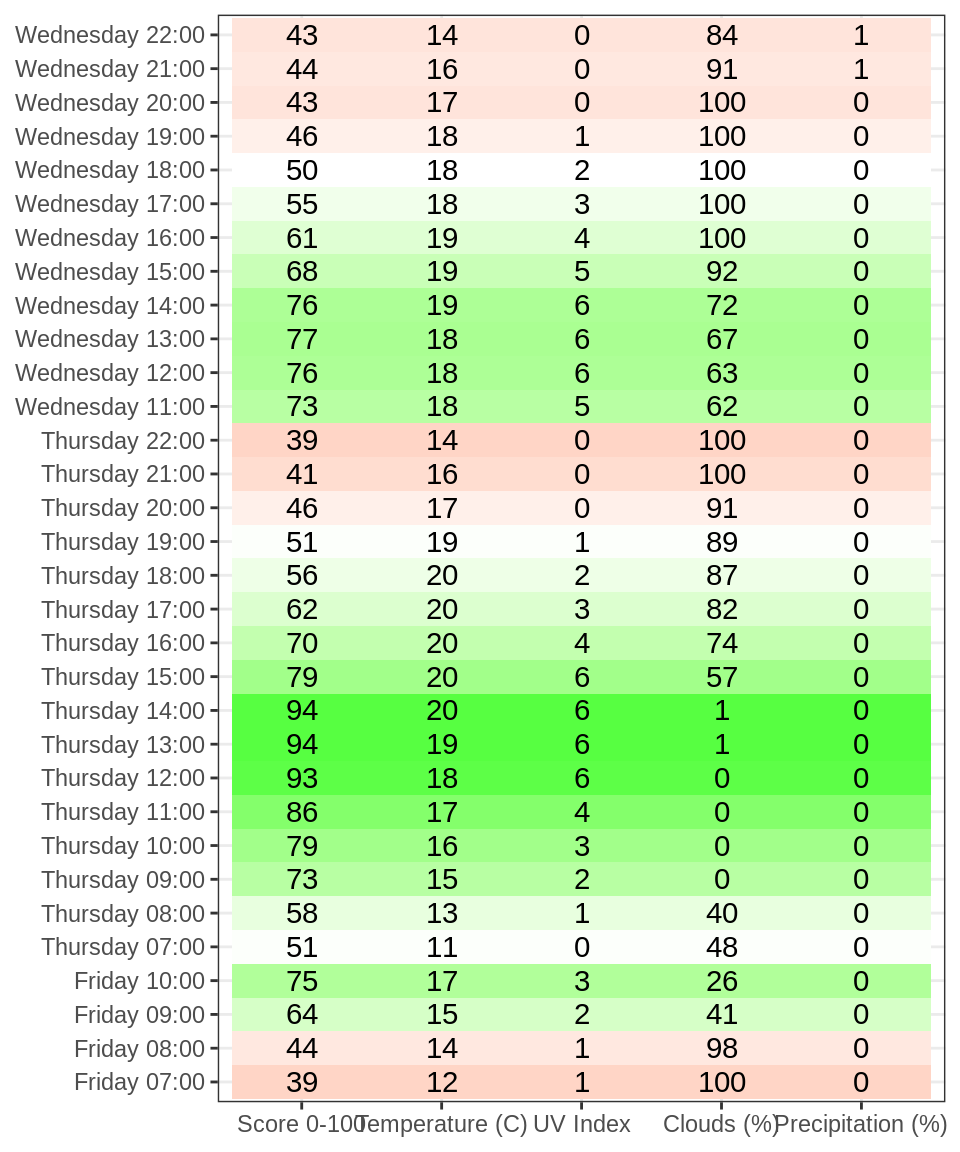 Wednesday 22:00 43 14 0 84 1
Wednesday 21:00 44 16 0 91 1
Wednesday 20:00 43 17 0 100 0
Wednesday 19:00 46 18 1 100 0
Wednesday 18:00 50 18 2 100 0
Wednesday 17:00 55 18 3 100 0
Wednesday 16:00 61 19 4 100 0
Wednesday 15:00 68 19 5 92 0
Wednesday 14:00 76 19 6 72 0
Wednesday 13:00 77 18 6 67 0
Wednesday 12:00 76 18 6 63 0
Wednesday 11:00 73 18 5 62 0
Thursday 22:00 39 14 0 100 0
Thursday 21:00 41 16 0 100 0
Thursday 20:00 46 17 0 91 0
Thursday 19:00 51 19 1 89 0
Thursday 18:00 56 20 2 87 0
Thursday 17:00 62 20 3 82 0
Thursday 16:00 70 20 4 74 0
Thursday 15:00 79 20 6 57 0
Thursday 14:00 94 20 6 1 0
Thursday 13:00 94 19 6 1 0
Thursday 12:00 93 18 6 0 0
Thursday 11:00 86 17 4 0 0
Thursday 10:00 79 16 3 0 0
Thursday 09:00 73 15 2 0 0
Thursday 08:00 58 13 1 40 0
Thursday 07:00 51 11 0 48 0
Friday 10:00 75 17 3 26 0
Friday 09:00 64 15 2 41 0
Friday 08:00 44 14 1 98 0
Friday 07:00 39 12 1 100 0
Score 0-100 Temperature (C) UV Index Clouds (%) Precipitation (%)